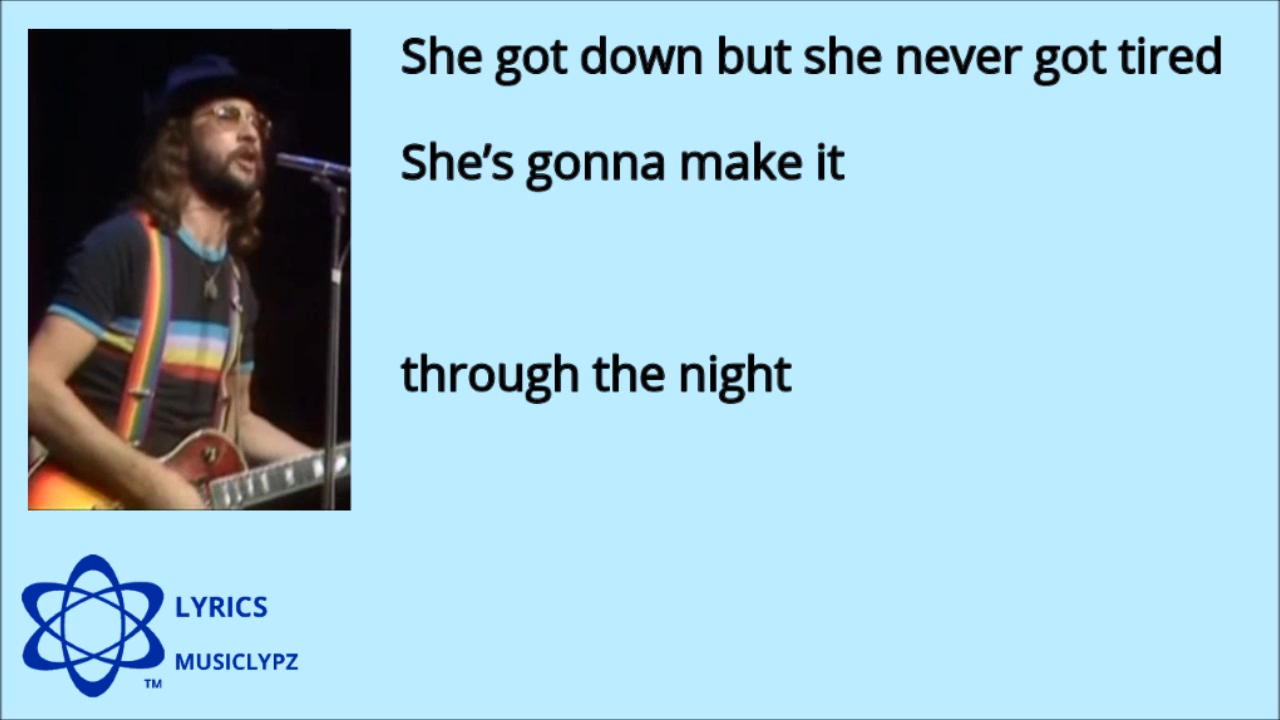 She got down but she never got tired
She’s gonna make it
through the night
LYRICS
MUSICLYPZ
TM